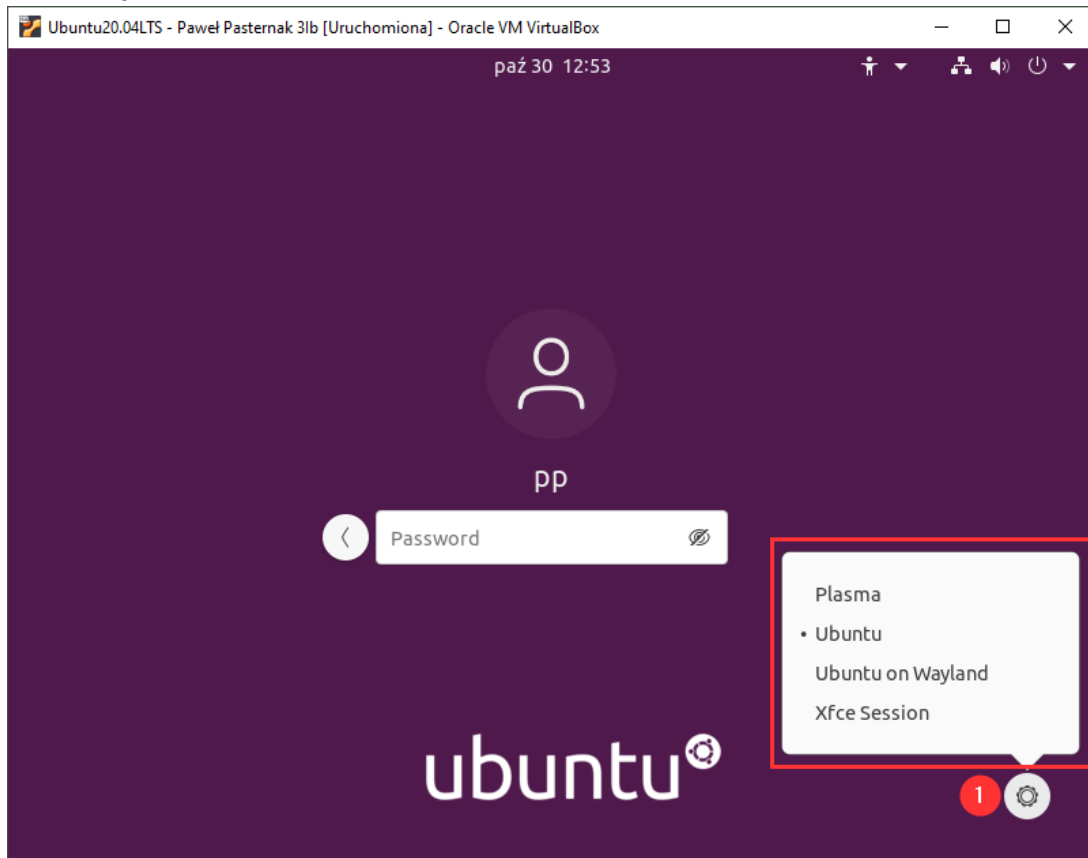 Ubuntu20.04LTS - Paweł Pasternak 3lb [Uruchomiona] - Oracle VM VirtualBox
paź 30 12:53
pp
Password
Plasma
• Ubuntu
Ubuntu on Wayland
Xfce Session
ubuntu
1